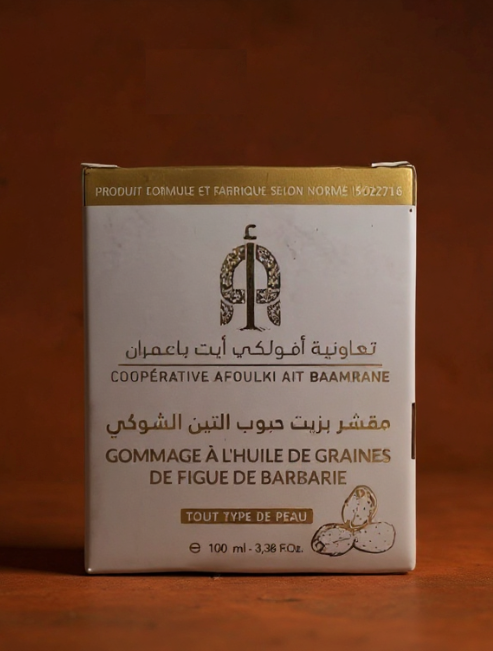 PRODUIT FORMULE ET FABRIQUE SELON NORME ISO22716
تعاونية أفولكي أيت باعمران
COOPÉRATIVE AFOULKI AIT BAAMRANE
مقشر بزيت حبوب التين الشوكي
GOMMAGE À L'HUILE DE GRAINES
DE FIGUE DE BARBARIE
TOUT TYPE DE PEAU
℮ 100 ml - 3,38 F.Oz.